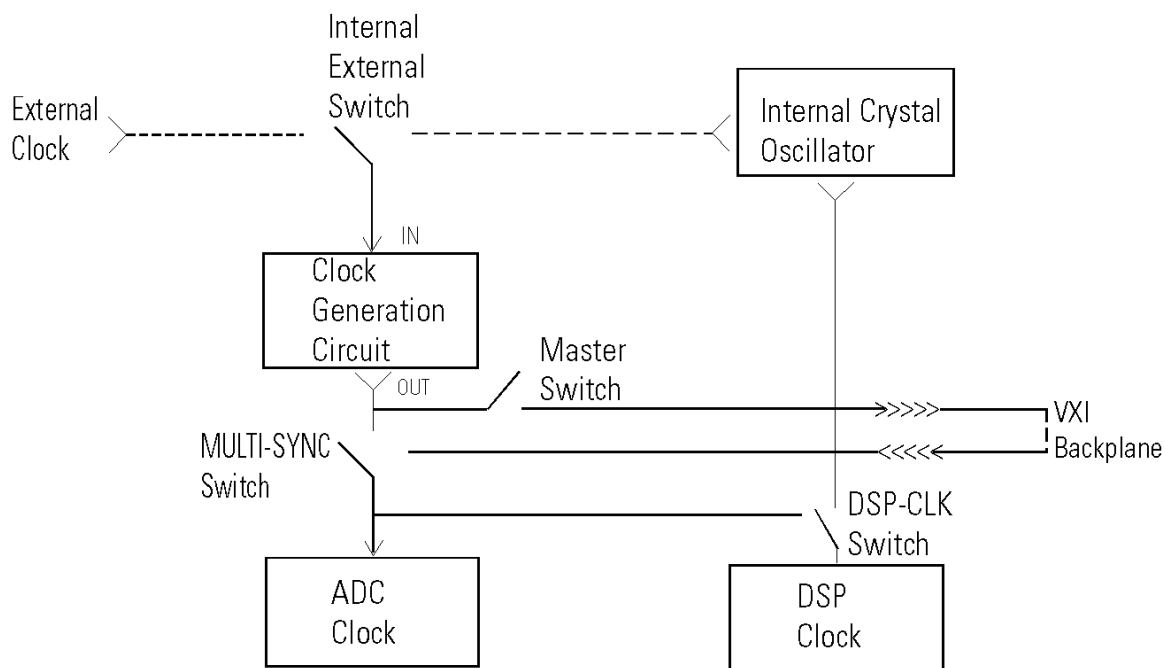 Internal
External
Switch
External
Clock
Internal Crystal
Oscillator
IN
Clock
Generation
Circuit
OUT
Master
Switch
VXI
Backplane
MULTI-SYNC
Switch
DSP-CLK
Switch
ADC
Clock
DSP
Clock